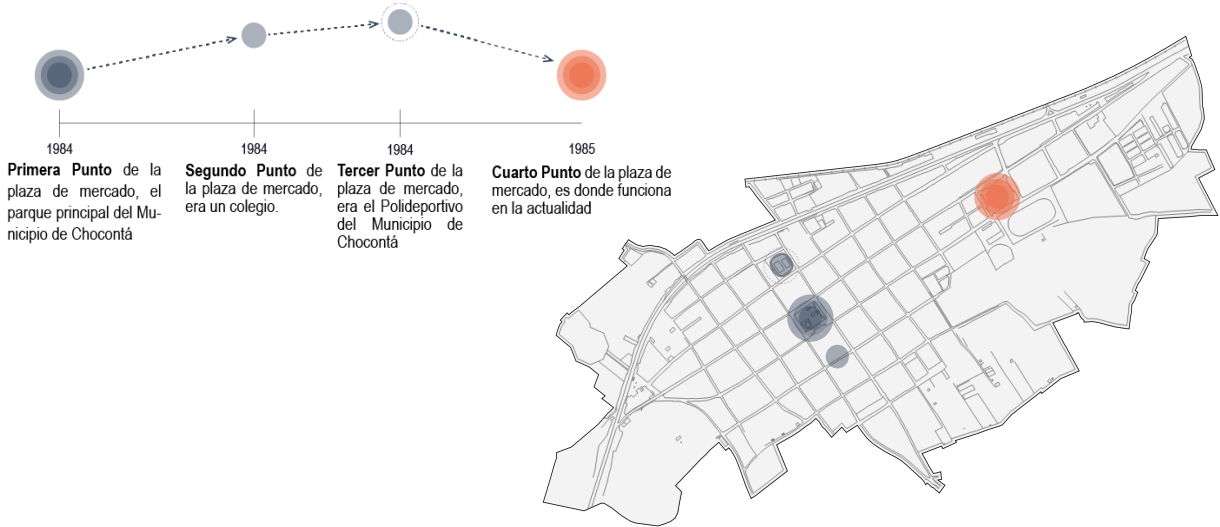 1984
1984
1984
1985
Primera Punto de la
plaza de mercado, el
parque principal del Mu-
nicipio de Chocontá
Segundo Punto de
la plaza de mercado,
era un colegio.
Tercer Punto de la
plaza de mercado,
era el Polideportivo
del Municipio de
Chocontá
Cuarto Punto de la plaza de
mercado, es donde funciona
en la actualidad